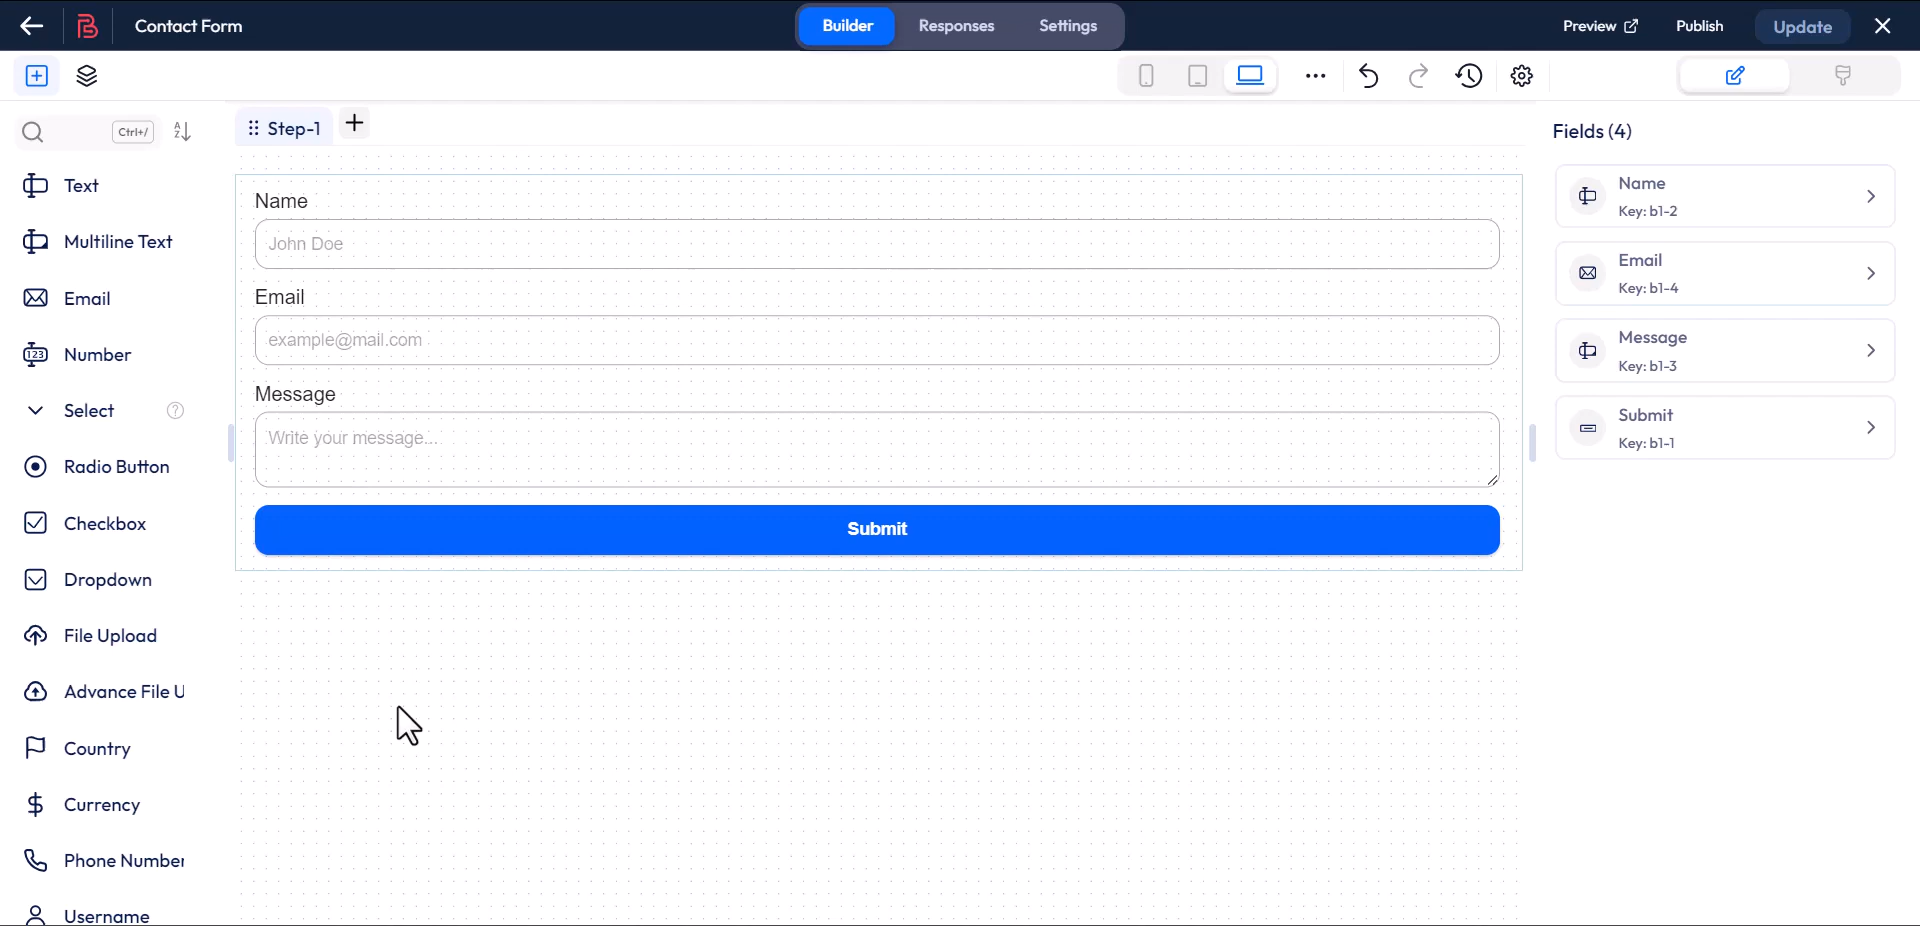 Contact Form
Builder
Responses
Settings
Preview
Publish
Update
Ctrl+/
Step-1
Text
Multiline Text
Email
Number
Select
Radio Button
Checkbox
Dropdown
File Upload
Advance File U
Country
Currency
Phone Number
Username
Name
John Doe
Email
example@mail.com
Message
Write your message...
Submit
Fields (4)
Name
Key: b1-2
Email
Key: b1-4
Message
Key: b1-3
Submit
Key: b1-1